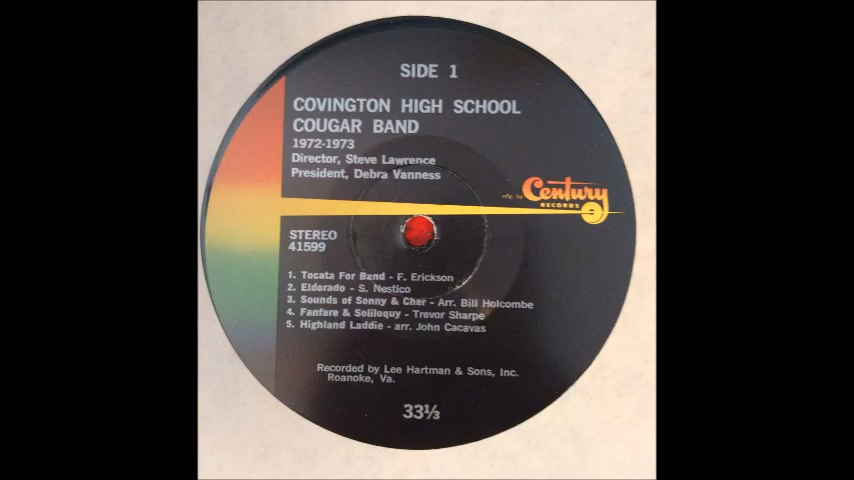 SIDE 1
COVINGTON HIGH SCHOOL
COUGAR BAND
1972-1973
Director, Steve Lawrence
President, Debra Vanness
mfg. by Century
RECORDS
STEREO
41599
1. Tocata For Band - F. Erickson
2. Eldorado - S. Nestico
3. Sounds of Sonny & Cher - Arr. Bill Holcombe
4. Fanfare & Soliloquy - Trevor Sharpe
5. Highland Laddie - arr. John Cacavas
Recorded by Lee Hartman & Sons, Inc.
Roanoke, Va.
33⅓